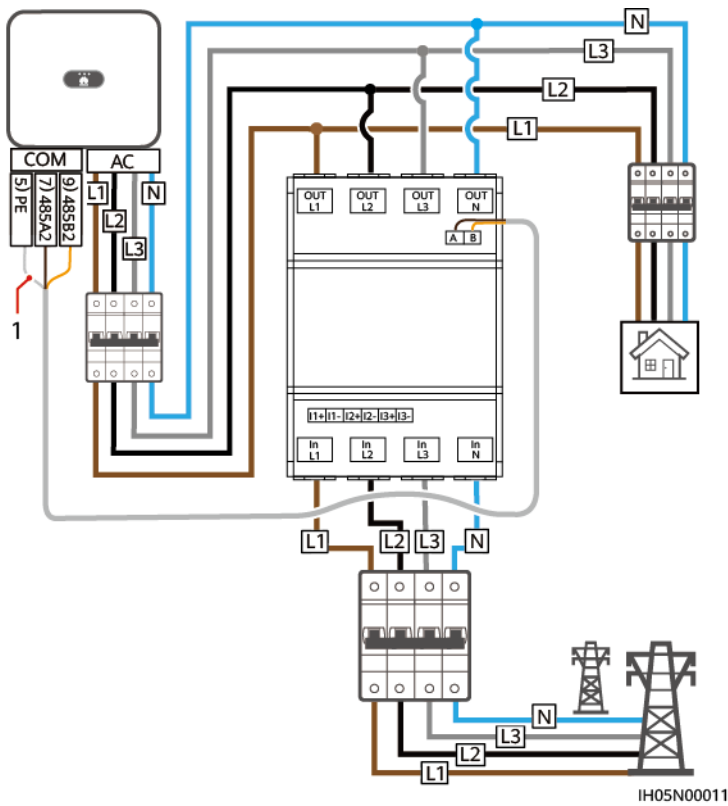 N
L3
L2
L1
COM
AC
5) PE
7) 485A2
9) 485B2
L1
L2
L3
N
1
OUT L1
OUT L2
OUT L3
OUT N
A B
I1+ I1- I2+ I2- I3+ I3-
In L1
In L2
In L3
In N
L1
L2
L3
N
N
L3
L2
L1
IH05N00011